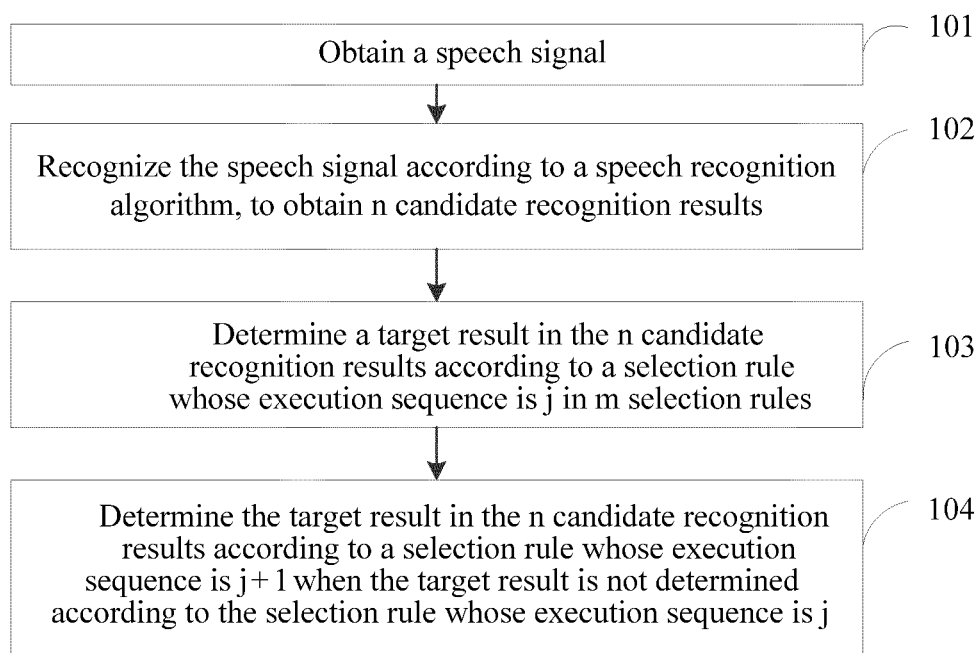 101
Obtain a speech signal
102
Recognize the speech signal according to a speech recognition
algorithm, to obtain n candidate recognition results
103
Determine a target result in the n candidate
recognition results according to a selection rule
whose execution sequence is j in m selection rules
104
Determine the target result in the n candidate recognition
results according to a selection rule whose execution
sequence is j+1 when the target result is not determined
according to the selection rule whose execution sequence is j